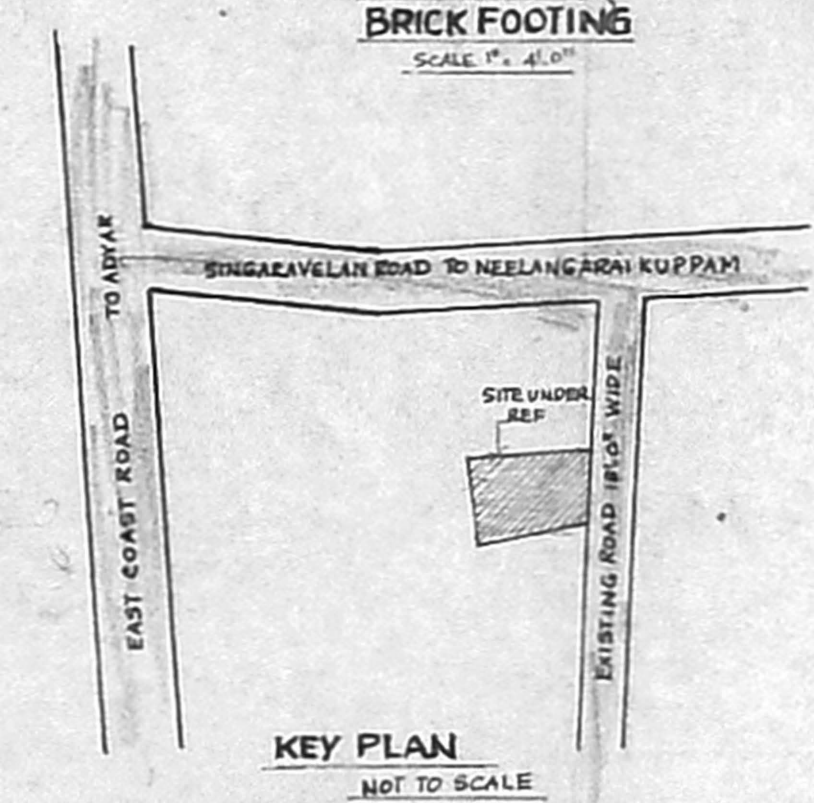 BRICK FOOTING
SCALE 1" = 4'.0"
TO ADYAR
SINGARAVELAN ROAD TO NEELANGARAI KUPPAM
SITE UNDER
REF
EXISTING ROAD 18'.0" WIDE
EAST COAST ROAD
KEY PLAN
NOT TO SCALE